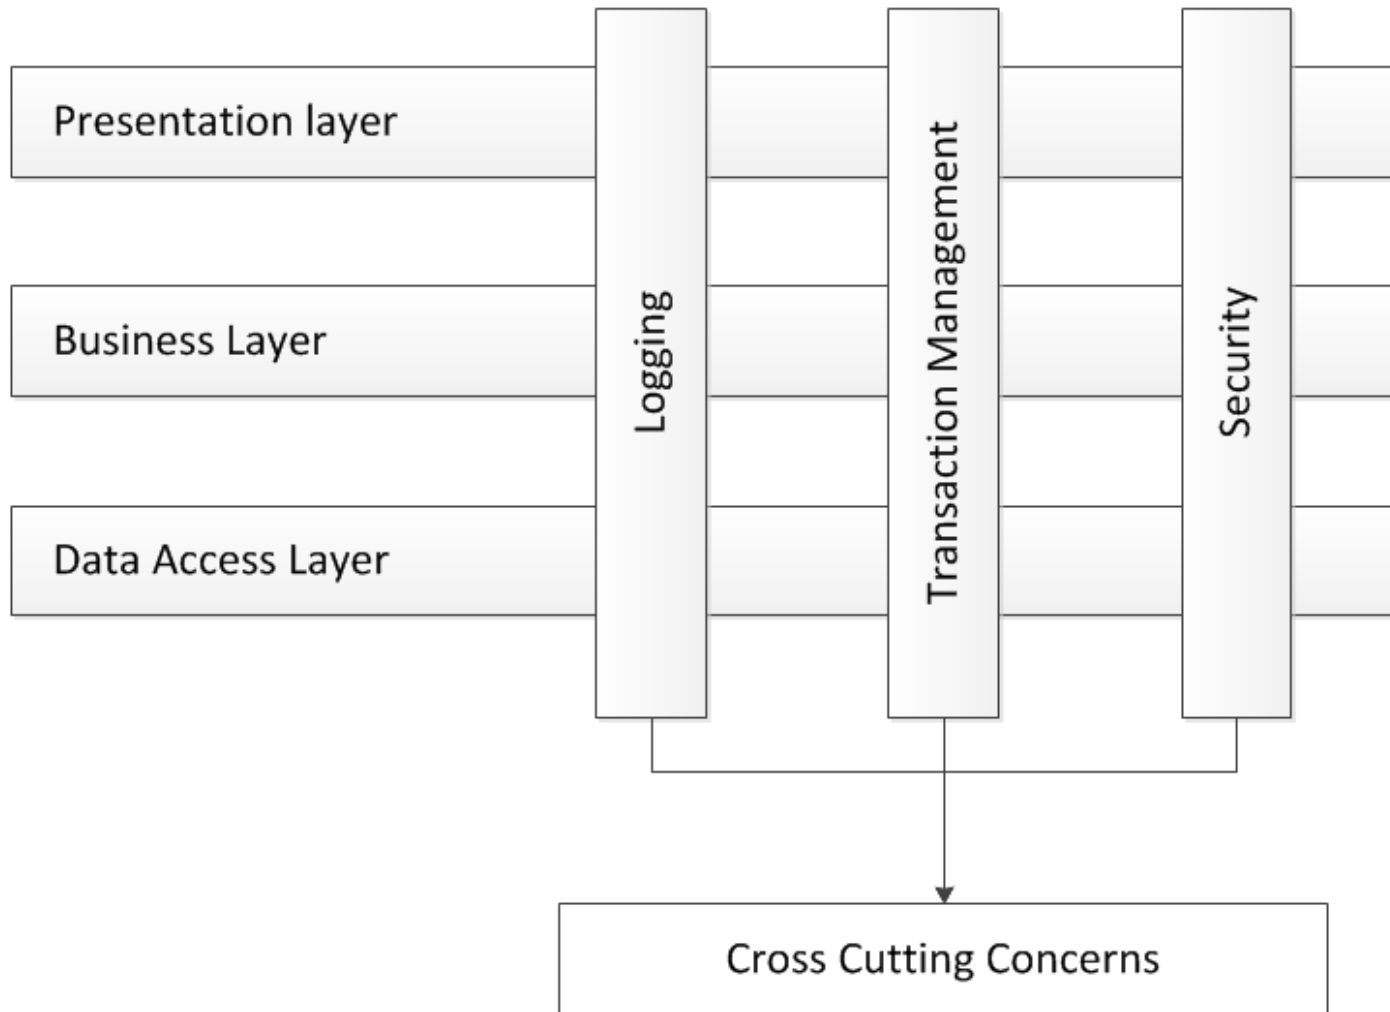 Presentation layer
Business Layer
Data Access Layer
Logging
Transaction Management
Security
Cross Cutting Concerns